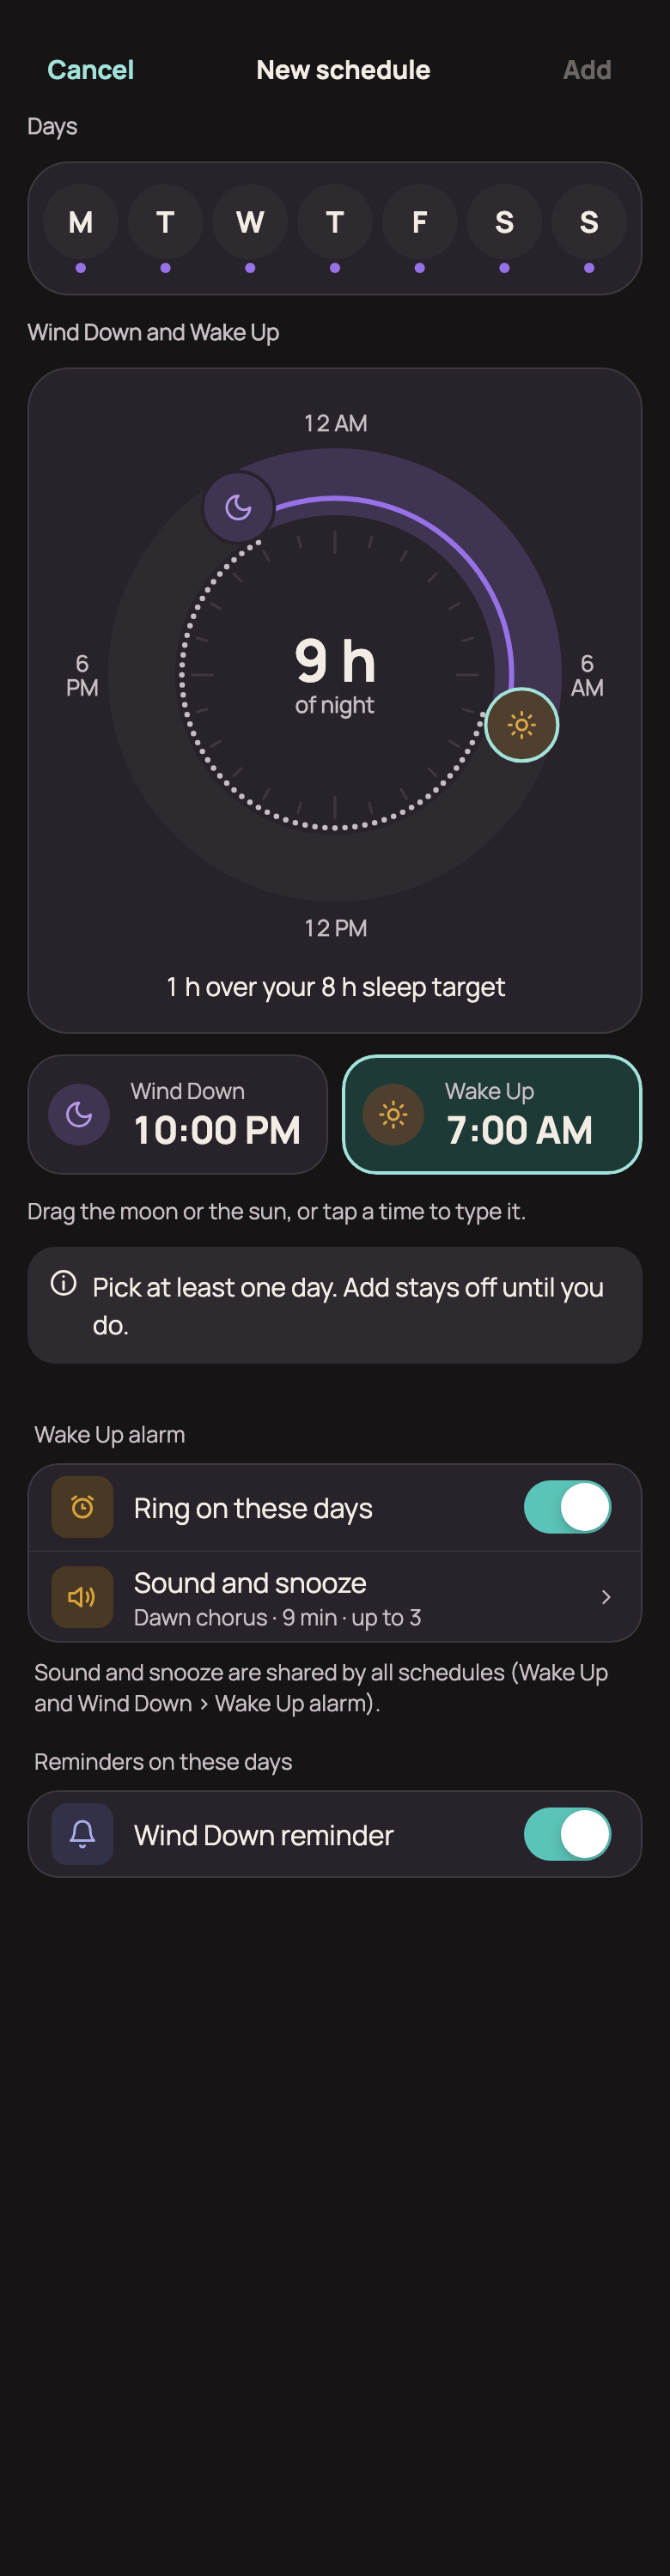 Cancel New schedule Add
Days
M T W T F S S
Wind Down and Wake Up
12 AM
6 PM
6 AM
9 h
of night
12 PM
1 h over your 8 h sleep target
Wind Down
10:00 PM
Wake Up
7:00 AM
Drag the moon or the sun, or tap a time to type it.
Pick at least one day. Add stays off until you
do.
Wake Up alarm
Ring on these days
Sound and snooze
Dawn chorus · 9 min · up to 3
Sound and snooze are shared by all schedules (Wake Up
and Wind Down › Wake Up alarm).
Reminders on these days
Wind Down reminder